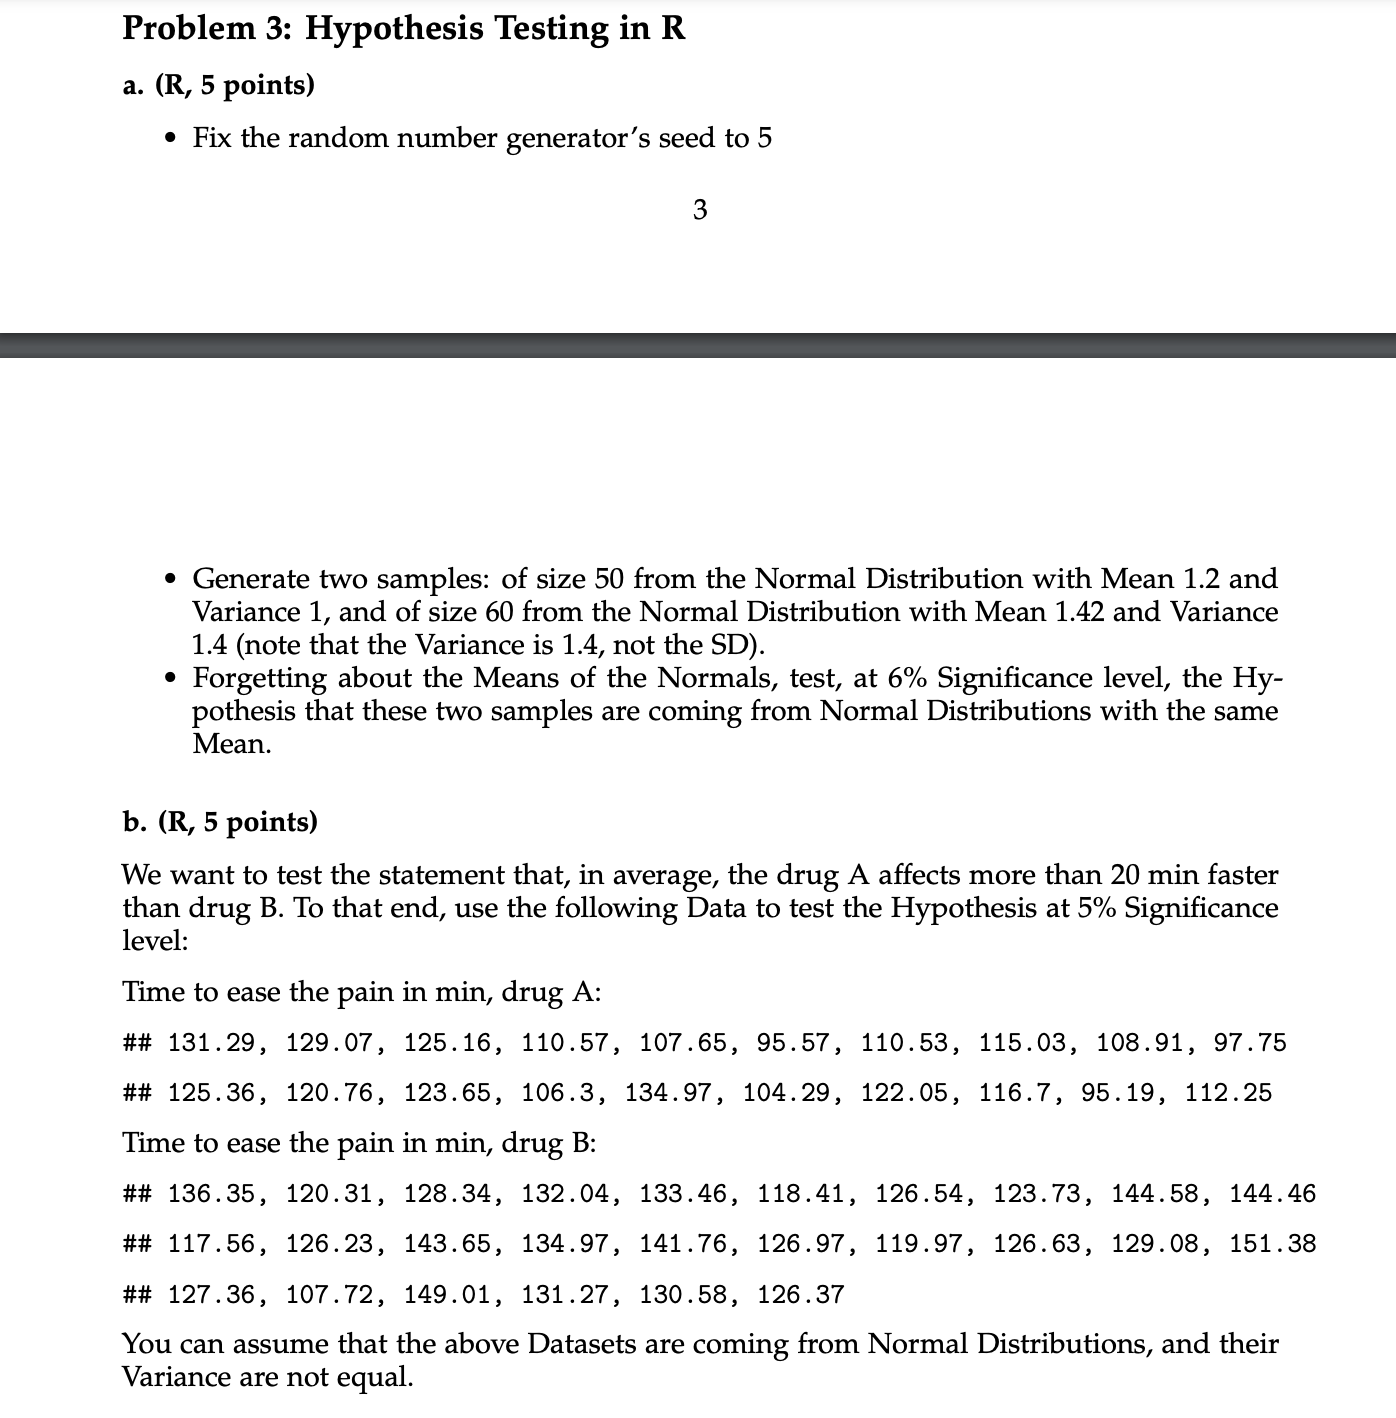 Problem 3: Hypothesis Testing in R
a. (R, 5 points)
• Fix the random number generator's seed to 5
3
• Generate two samples: of size 50 from the Normal Distribution with Mean 1.2 and
Variance 1, and of size 60 from the Normal Distribution with Mean 1.42 and Variance
1.4 (note that the Variance is 1.4, not the SD).
• Forgetting about the Means of the Normals, test, at 6% Significance level, the Hy-
pothesis that these two samples are coming from Normal Distributions with the same
Mean.
b. (R, 5 points)
We want to test the statement that, in average, the drug A affects more than 20 min faster
than drug B. To that end, use the following Data to test the Hypothesis at 5% Significance
level:
Time to ease the pain in min, drug A:
## 131.29, 129.07, 125.16, 110.57, 107.65, 95.57, 110.53, 115.03, 108.91, 97.75
## 125.36, 120.76, 123.65, 106.3, 134.97, 104.29, 122.05, 116.7, 95.19, 112.25
Time to ease the pain in min, drug B:
## 136.35, 120.31, 128.34, 132.04, 133.46, 118.41, 126.54, 123.73, 144.58, 144.46
## 117.56, 126.23, 143.65, 134.97, 141.76, 126.97, 119.97, 126.63, 129.08, 151.38
## 127.36, 107.72, 149.01, 131.27, 130.58, 126.37
You can assume that the above Datasets are coming from Normal Distributions, and their
Variance are not equal.